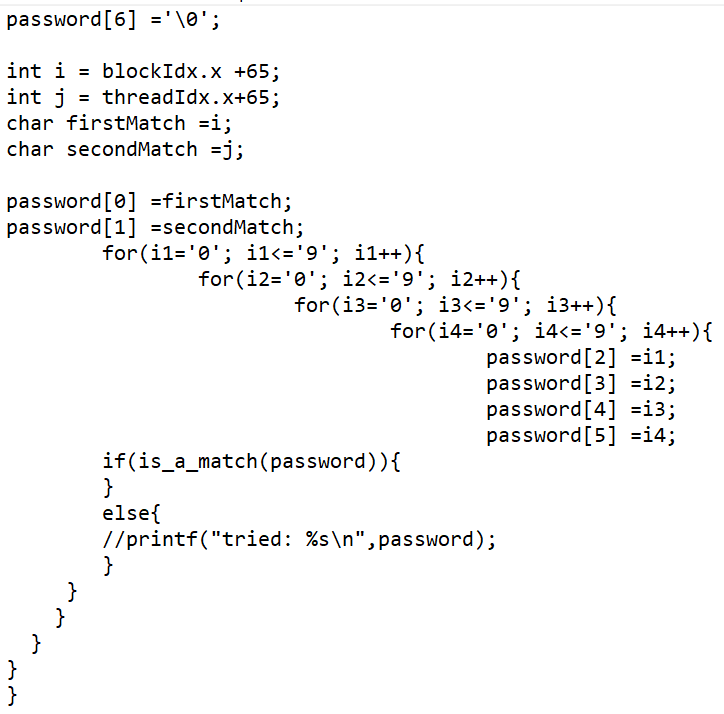 password[6] ='\0';
int i = blockIdx.x +65;
int j = threadIdx.x+65;
char firstMatch =i;
char secondMatch =j;
password[0] =firstMatch;
password[1] =secondMatch;
for(i1='0'; i1<='9'; i1++){
for(i2='0'; i2<='9'; i2++){
for(i3='0'; i3<='9'; i3++){
for(i4='0'; i4<='9'; i4++){
password[2] =i1;
password[3] =i2;
password[4] =i3;
password[5] =i4;
if(is_a_match(password)){
}
else{
//printf("tried: %s\n",password);
}
}
}
}
}
}